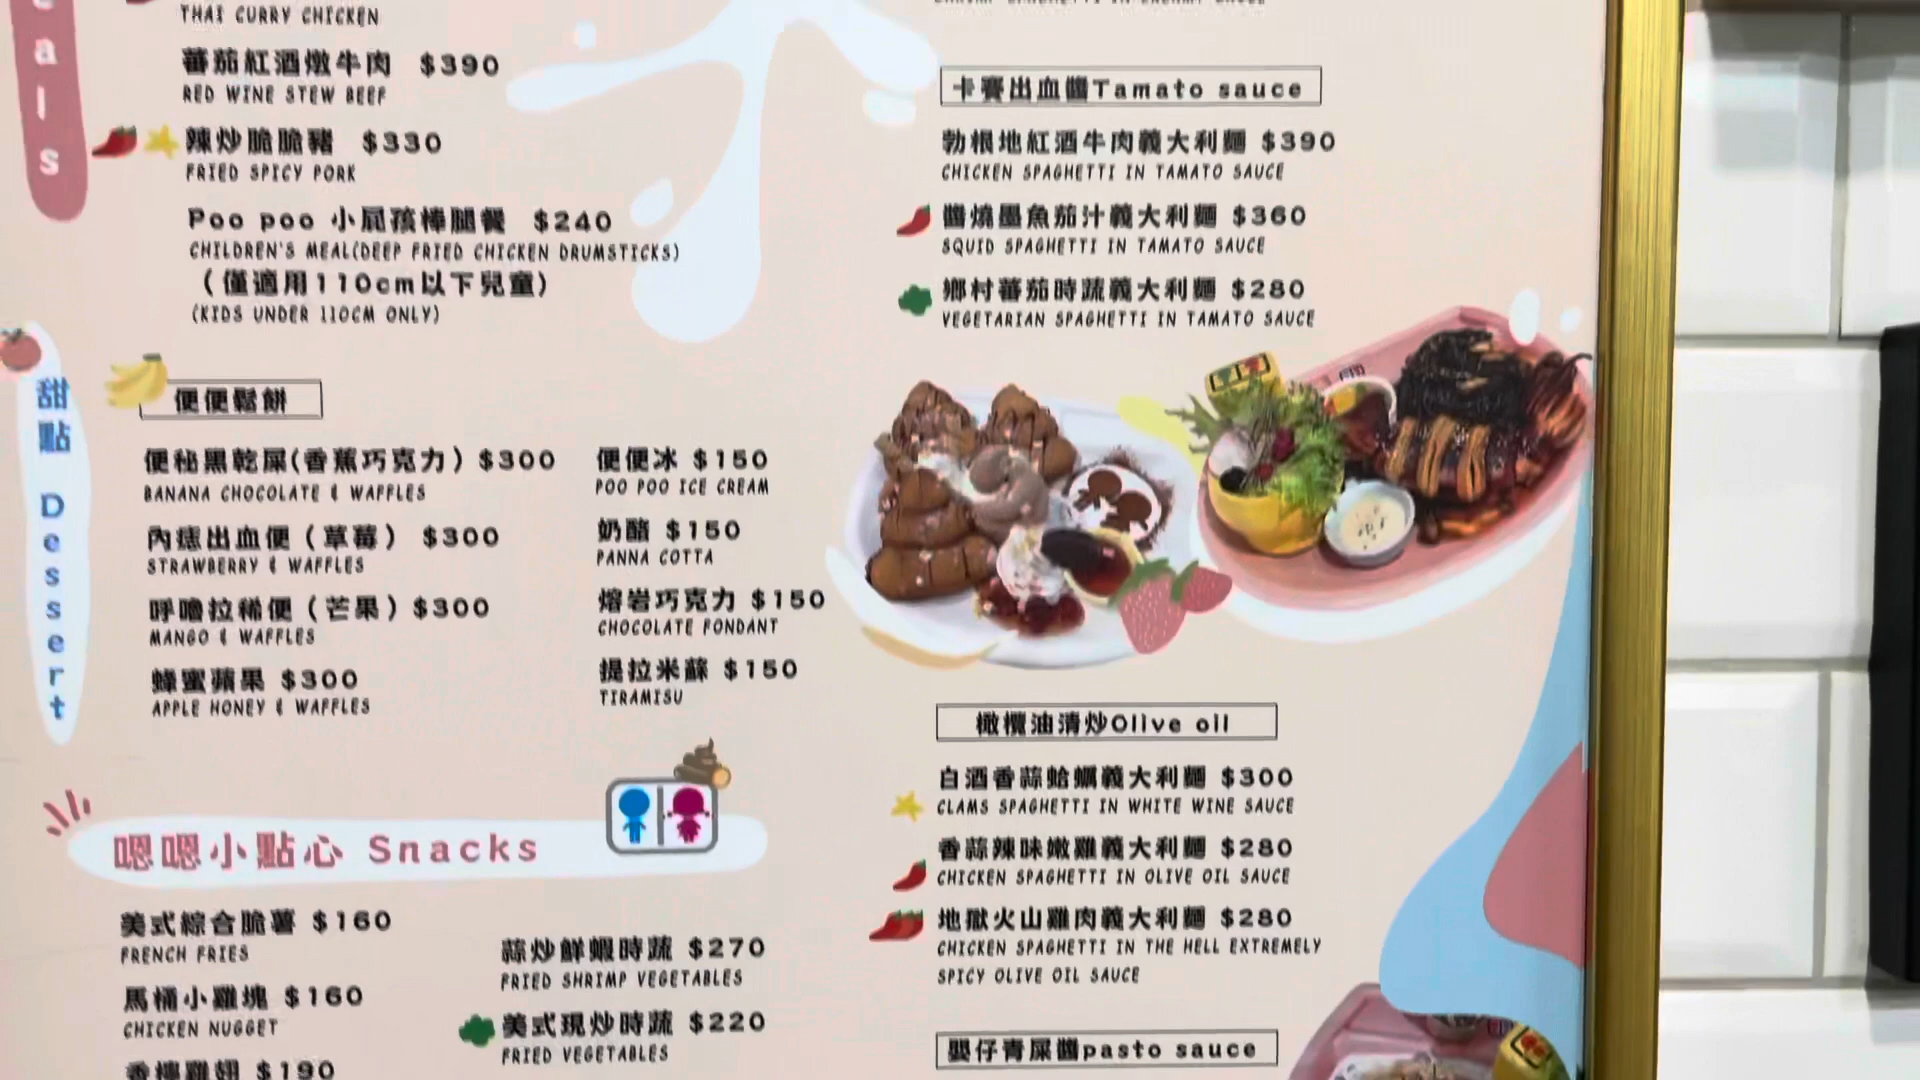 eals
THAI CURRY CHICKEN
蕃茄紅酒燉牛肉 $390
RED WINE STEW BEEF
辣炒脆脆豬 $330
FRIED SPICY PORK
Poo poo 小屁孩棒腿餐 $240
CHILDREN'S MEAL(DEEP FRIED CHICKEN DRUMSTICKS)
(僅適用110cm以下兒童)
(KIDS UNDER 110CM ONLY)
甜點 Dessert
便便鬆餅
便秘黑乾屎(香蕉巧克力) $300
BANANA CHOCOLATE & WAFFLES
內痔出血便(草莓) $300
STRAWBERRY & WAFFLES
呼嚕拉稀便(芒果) $300
MANGO & WAFFLES
蜂蜜蘋果 $300
APPLE HONEY & WAFFLES
便便冰 $150
POO POO ICE CREAM
奶酪 $150
PANNA COTTA
熔岩巧克力 $150
CHOCOLATE FONDANT
提拉米蘇 $150
TIRAMISU
嗯嗯小點心 Snacks
美式綜合脆薯 $160
FRENCH FRIES
馬桶小雞塊 $160
CHICKEN NUGGET
香檸雞翅 $190
蒜炒鮮蝦時蔬 $270
FRIED SHRIMP VEGETABLES
美式現炒時蔬 $220
FRIED VEGETABLES
卡賽出血醬Tamato sauce
勃根地紅酒牛肉義大利麵 $390
CHICKEN SPAGHETTI IN TAMATO SAUCE
醬燒墨魚茄汁義大利麵 $360
SQUID SPAGHETTI IN TAMATO SAUCE
鄉村蕃茄時蔬義大利麵 $280
VEGETARIAN SPAGHETTI IN TAMATO SAUCE
橄欖油清炒Olive oil
白酒香蒜蛤蠣義大利麵 $300
CLAMS SPAGHETTI IN WHITE WINE SAUCE
香蒜辣味嫩雞義大利麵 $280
CHICKEN SPAGHETTI IN OLIVE OIL SAUCE
地獄火山雞肉義大利麵 $280
CHICKEN SPAGHETTI IN THE HELL EXTREMELY
SPICY OLIVE OIL SAUCE
嬰仔青屎醬pasto sauce